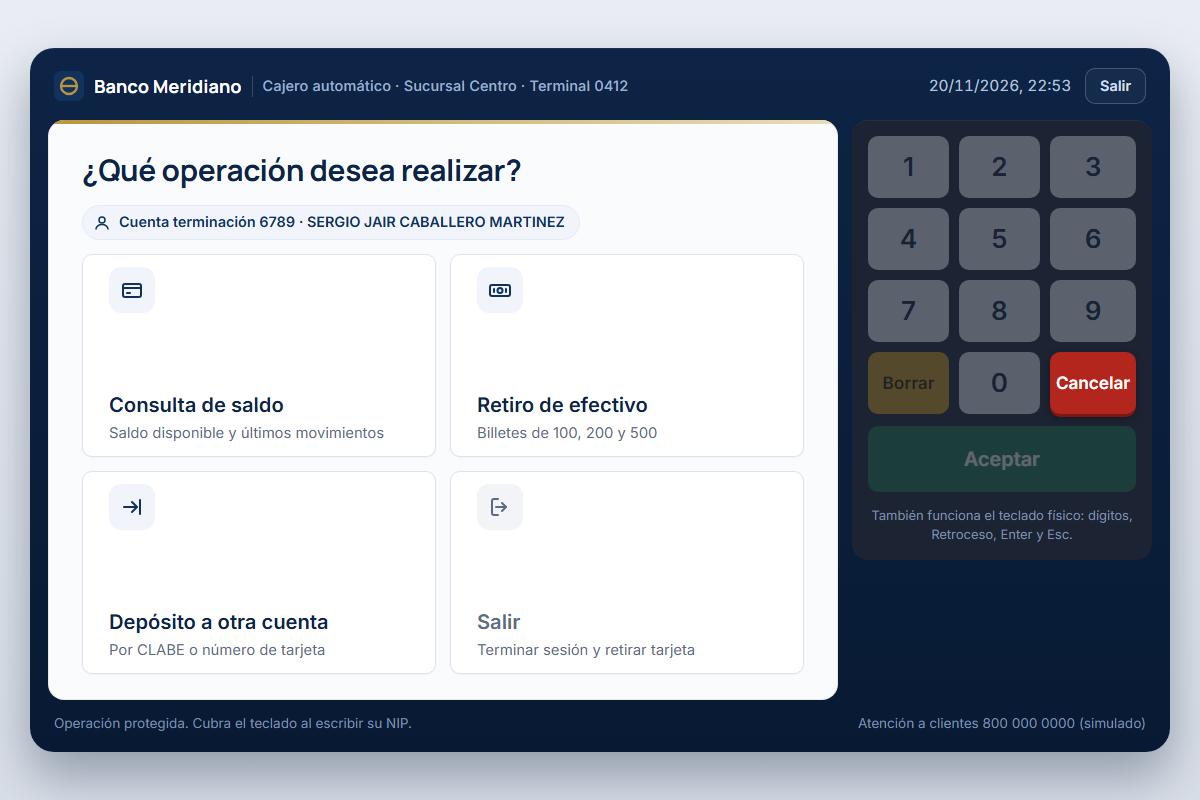 Banco Meridiano
Cajero automático · Sucursal Centro · Terminal 0412
20/11/2026, 22:53
Salir
¿Qué operación desea realizar?
Cuenta terminación 6789 · SERGIO JAIR CABALLERO MARTINEZ
Consulta de saldo
Saldo disponible y últimos movimientos
Retiro de efectivo
Billetes de 100, 200 y 500
Depósito a otra cuenta
Por CLABE o número de tarjeta
Salir
Terminar sesión y retirar tarjeta
1 2 3
4 5 6
7 8 9
Borrar 0 Cancelar
Aceptar
También funciona el teclado físico: dígitos,
Retroceso, Enter y Esc.
Operación protegida. Cubra el teclado al escribir su NIP.
Atención a clientes 800 000 0000 (simulado)